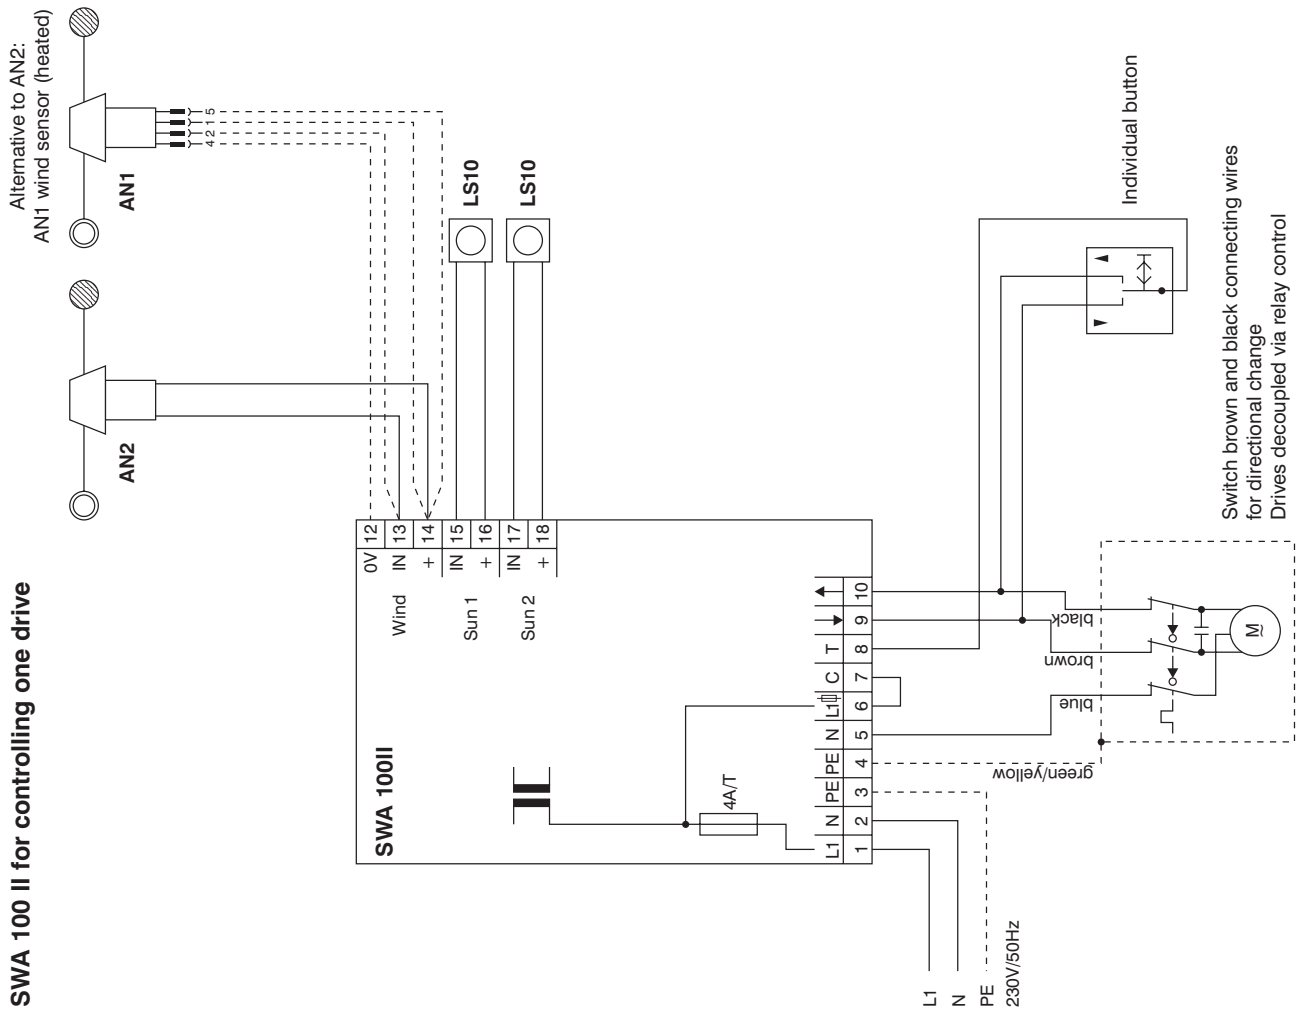 SWA 100 II for controlling one drive
Alternative to AN2:
AN1 wind sensor (heated)
AN2
AN1
4 2 1 5
LS10
LS10
0V 12
IN 13
+ 14
IN 15
+ 16
IN 17
+ 18
Wind
Sun 1
Sun 2
SWA 100II
4A/T
L1 N PE PE N L1 C T
1 2 3 4 5 6 7 8 9 10
L1
N
PE
230V/50Hz
green/yellow
blue
brown
black
M
~
Individual button
Switch brown and black connecting wires
for directional change
Drives decoupled via relay control